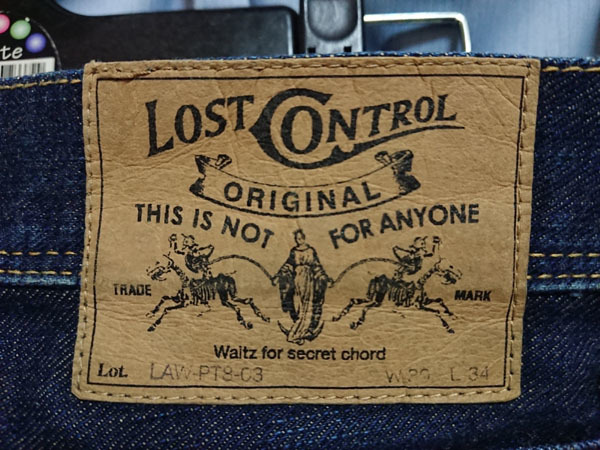 te
LOST CONTROL
ORIGINAL
THIS IS NOT FOR ANYONE
TRADE MARK
Waltz for secret chord
Lot. LAW-PT8-03 L 34